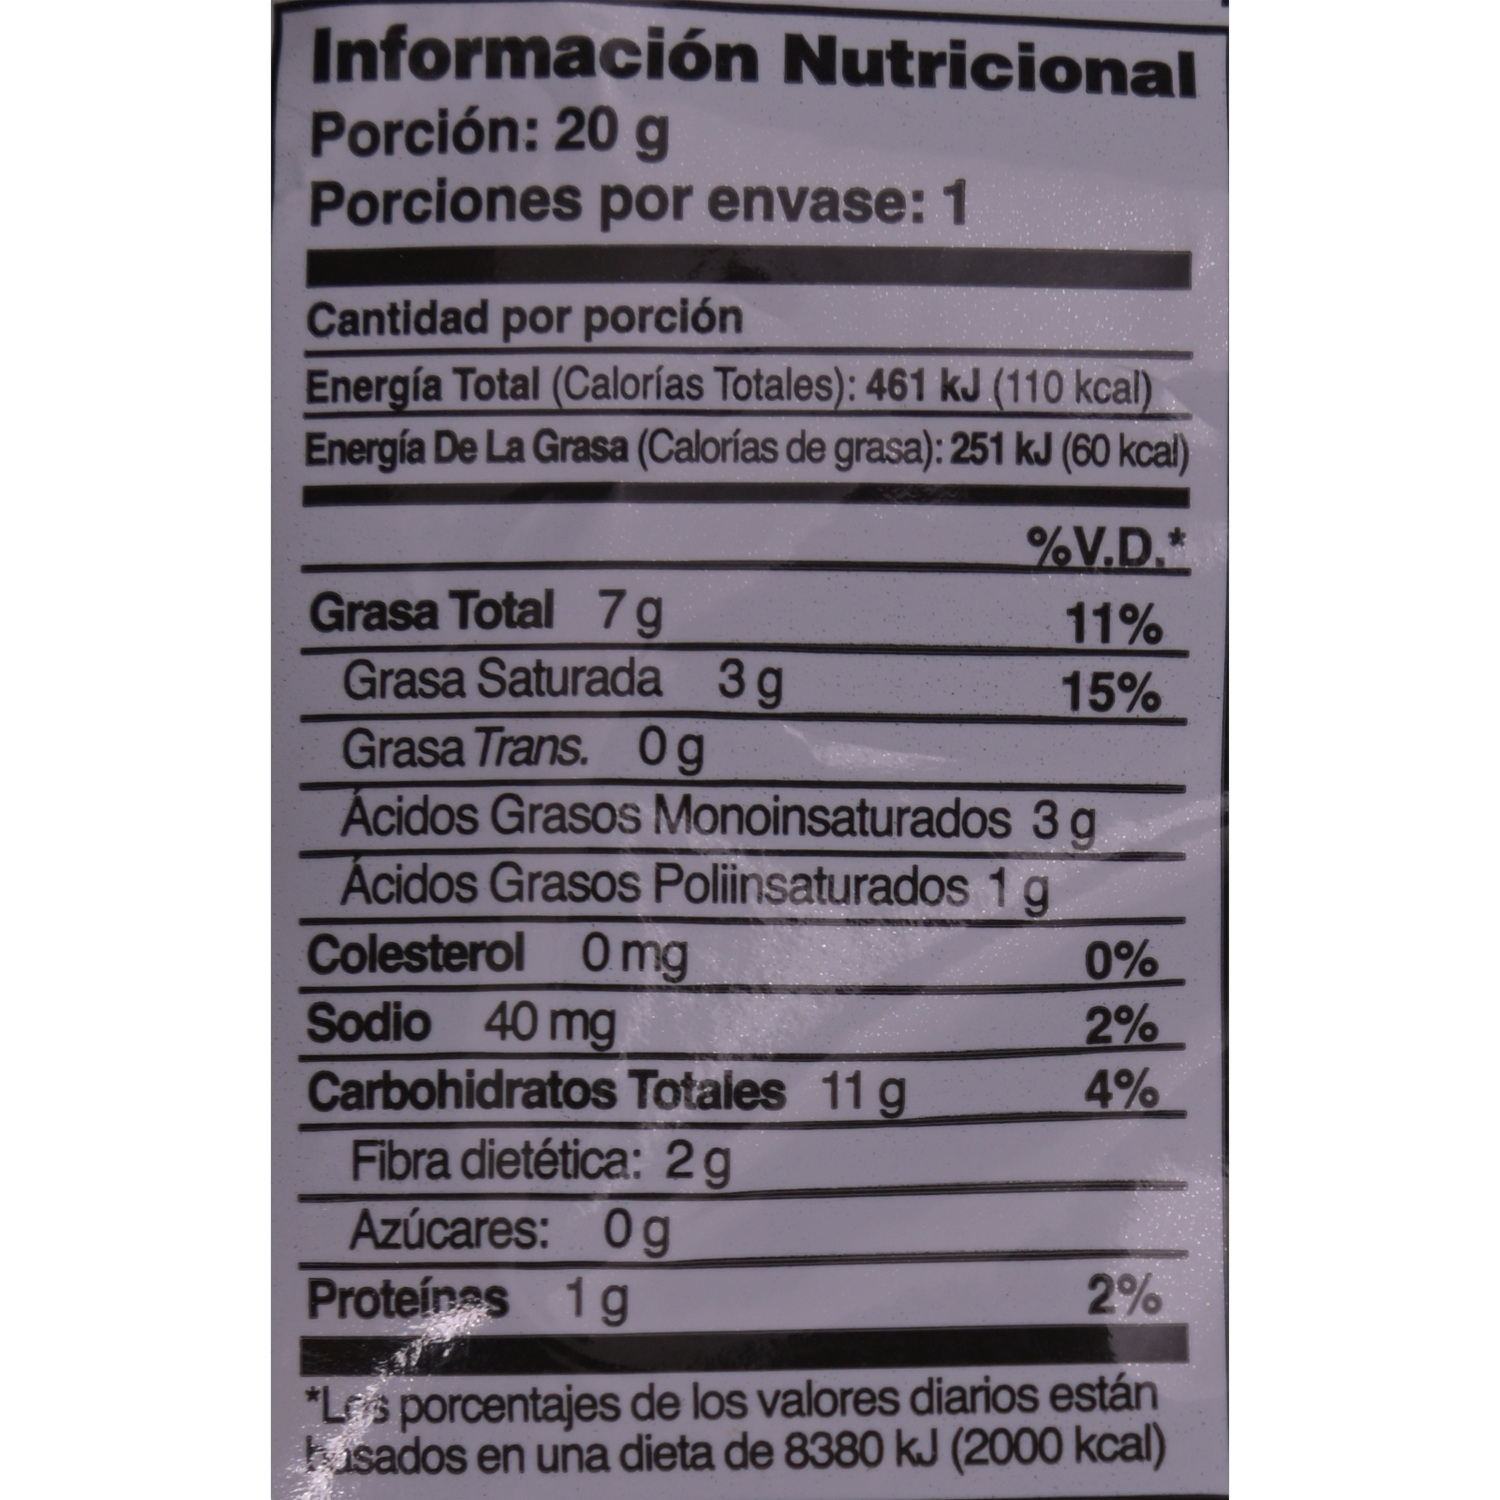 Información Nutricional
Porción: 20 g
Porciones por envase: 1
Cantidad por porción
Energía Total (Calorías Totales): 461 kJ (110 kcal)
Energía De La Grasa (Calorías de grasa): 251 kJ (60 kcal)
%V.D.*
Grasa Total 7 g 11%
Grasa Saturada 3 g 15%
Grasa Trans. 0 g
Ácidos Grasos Monoinsaturados 3 g
Ácidos Grasos Poliinsaturados 1 g
Colesterol 0 mg 0%
Sodio 40 mg 2%
Carbohidratos Totales 11 g 4%
Fibra dietética: 2 g
Azúcares: 0 g
Proteínas 1 g 2%
*Los porcentajes de los valores diarios están
basados en una dieta de 8380 kJ (2000 kcal)